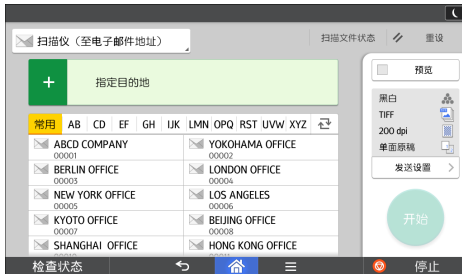 扫描仪（至电子邮件地址）
扫描文件状态
重设
指定目的地
预览
常用 AB CD EF GH IJK LMN OPQ RST UVW XYZ
ABCD COMPANY
00001
YOKOHAMA OFFICE
00002
BERLIN OFFICE
00003
LONDON OFFICE
00004
NEW YORK OFFICE
00005
LOS ANGELES
00006
KYOTO OFFICE
00007
BEIJING OFFICE
00008
SHANGHAI OFFICE
HONG KONG OFFICE
黑白
TIFF
200 dpi
单面原稿
发送设置
开始
检查状态
停止